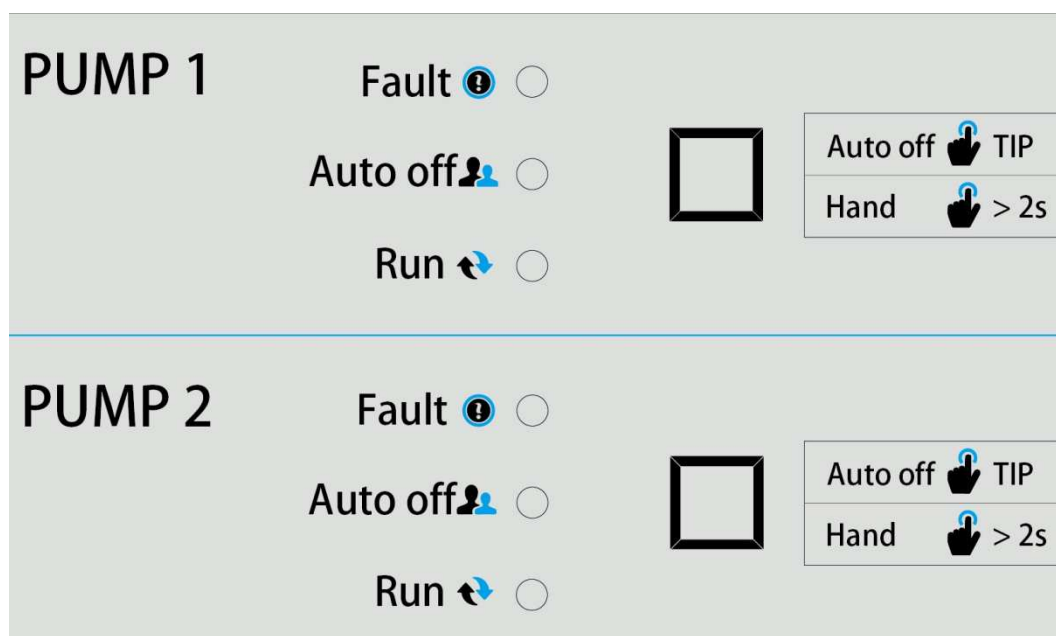 PUMP 1
Fault
Auto off
Run
Auto off TIP
Hand > 2s
PUMP 2
Fault
Auto off
Run
Auto off TIP
Hand > 2s